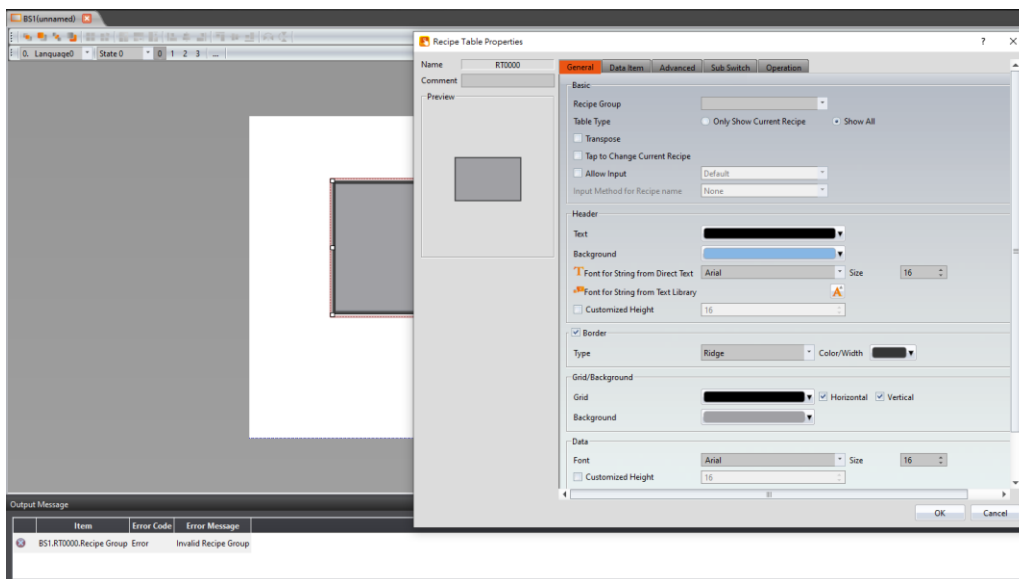 BS1(unnamed)
0. Language0 State 0 0 1 2 3 ...
Recipe Table Properties ? ×
Name RT0000
Comment
Preview
General Data Item Advanced Sub Switch Operation
Basic
Recipe Group
Table Type Only Show Current Recipe Show All
Transpose
Tap to Change Current Recipe
Allow Input Default
Input Method for Recipe name None
Header
Text
Background
Font for String from Direct Text Arial Size 16
Font for String from Text Library A
Customized Height 16
Border
Type Ridge Color/Width
Grid/Background
Grid Horizontal Vertical
Background
Data
Font Arial Size 16
Customized Height 16
OK Cancel
Output Message
Item Error Code Error Message
BS1.RT0000.Recipe Group Error Invalid Recipe Group